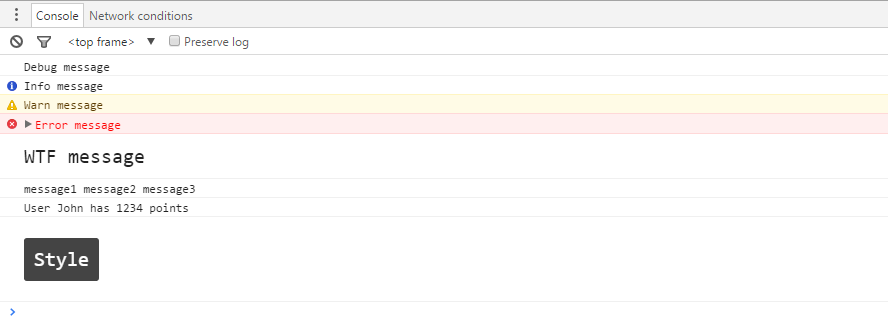 Console Network conditions
<top frame> ▼ Preserve log
Debug message
Info message
Warn message
Error message
WTF message
message1 message2 message3
User John has 1234 points
Style
>